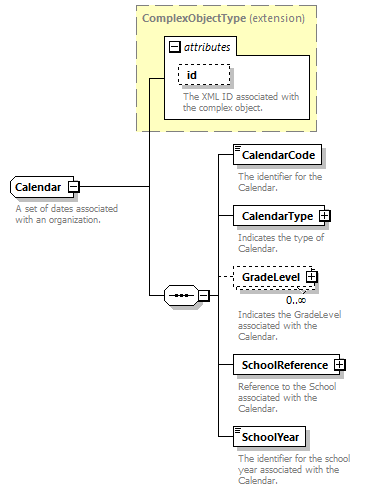 ComplexObjectType (extension)
attributes
id
The XML ID associated with
the complex object.
Calendar
A set of dates associated
with an organization.
CalendarCode
The identifier for the
Calendar.
CalendarType
Indicates the type of
Calendar.
GradeLevel
0..∞
Indicates the GradeLevel
associated with the
Calendar.
SchoolReference
Reference to the School
associated with the
Calendar.
SchoolYear
The identifier for the school
year associated with the
Calendar.